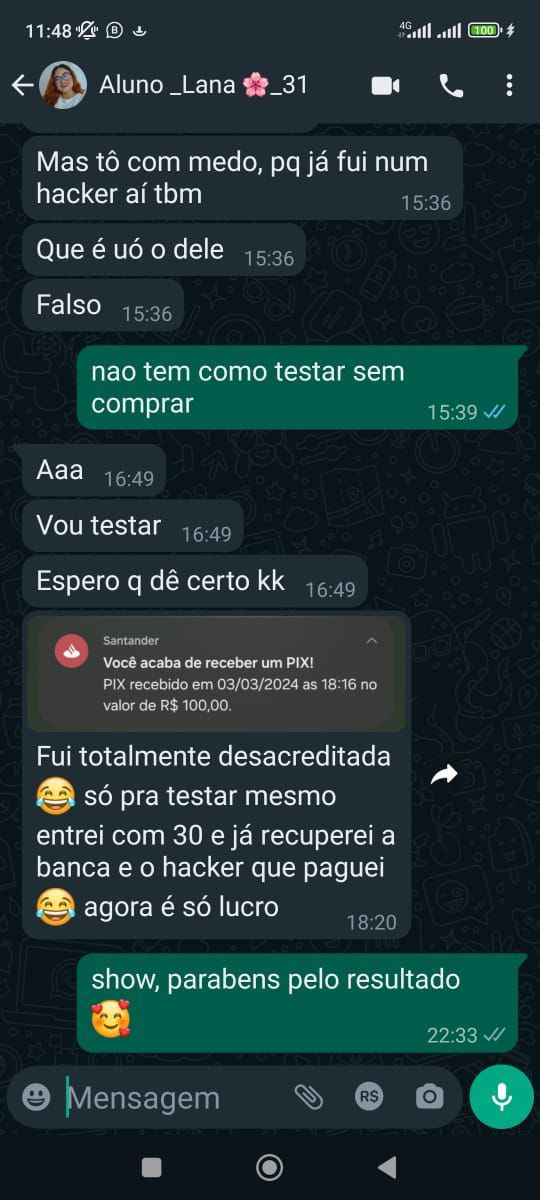 11:48
4G
100
Aluno _Lana 🌸_31
Mas tô com medo, pq já fui num
hacker aí tbm
15:36
Que é uó o dele 15:36
Falso 15:36
nao tem como testar sem
comprar
15:39
Aaa 16:49
Vou testar 16:49
Espero q dê certo kk 16:49
Santander
Você acaba de receber um PIX!
PIX recebido em 03/03/2024 as 18:16 no
valor de R$ 100,00.
Fui totalmente desacreditada
😂 só pra testar mesmo
entrei com 30 e já recuperei a
banca e o hacker que paguei
😂 agora é só lucro
18:20
show, parabens pelo resultado
🥰
22:33
Mensagem
R$